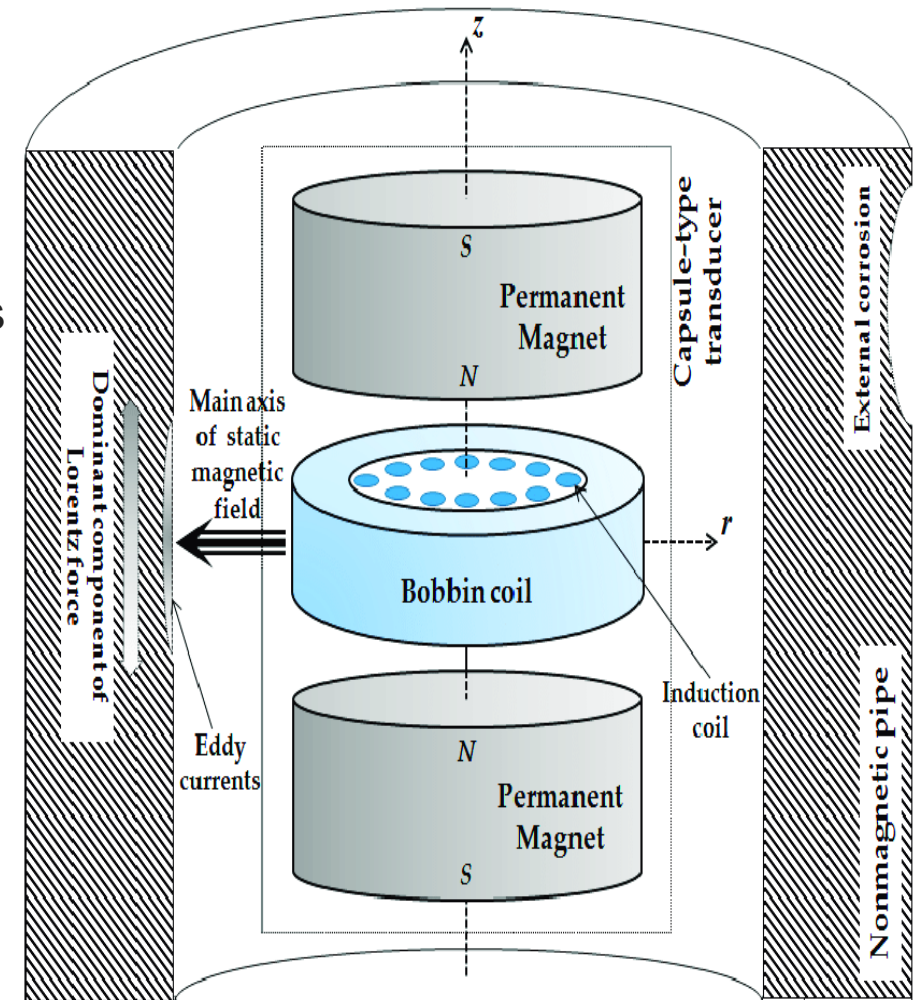 z
S
Permanent
Magnet
N
Capsule-type
transducer
External corrosion
s
Dominant component of
Lorentz force
Main axis
of static
magnetic
field
r
Bobbin coil
Induction
coil
Eddy
currents
N
Permanent
Magnet
S
Nonmagnetic pipe